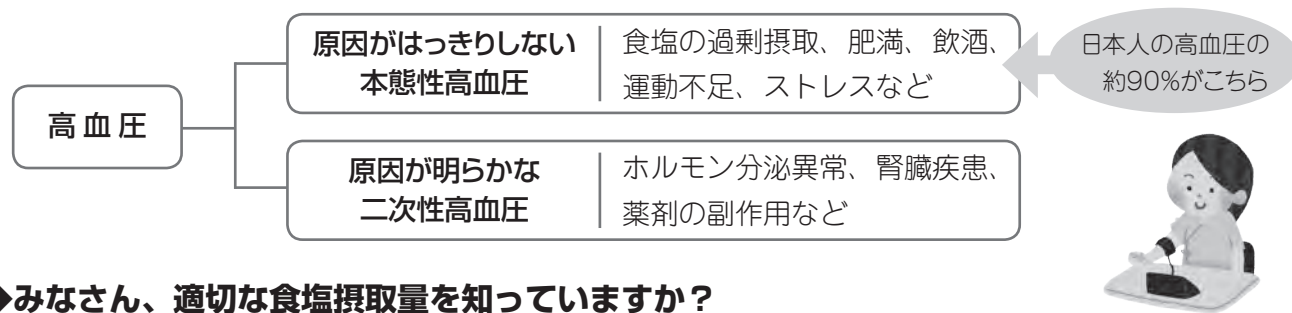 原因がはっきりしない
本態性高血圧
食塩の過剰摂取、肥満、飲酒、
運動不足、ストレスなど
日本人の高血圧の
約90%がこちら
高血圧
原因が明らかな
二次性高血圧
ホルモン分泌異常、腎臓疾患、
薬剤の副作用など
◆みなさん、適切な食塩摂取量を知っていますか？